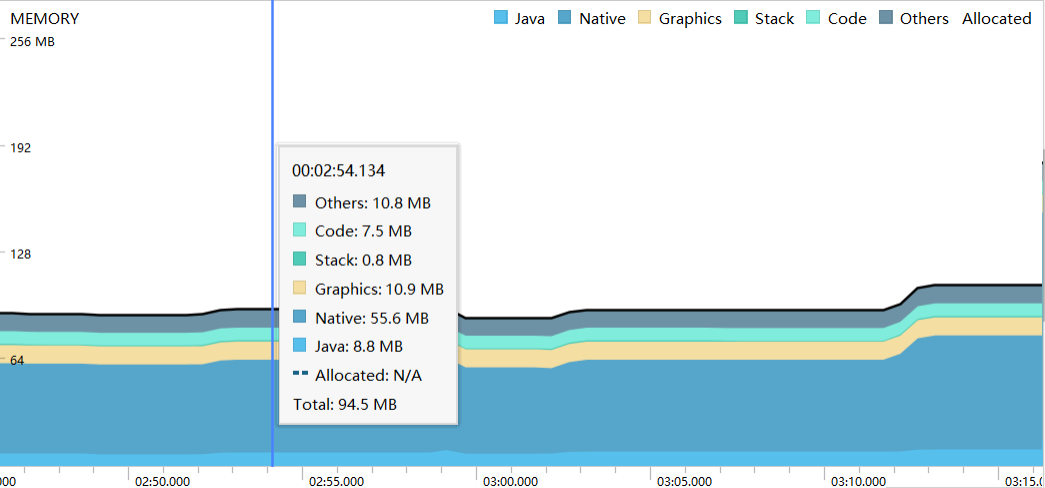 MEMORY
Java Native Graphics Stack Code Others Allocated
256 MB
192
128
64
00:02:54.134
Others: 10.8 MB
Code: 7.5 MB
Stack: 0.8 MB
Graphics: 10.9 MB
Native: 55.6 MB
Java: 8.8 MB
Allocated: N/A
Total: 94.5 MB
000 02:50.000 02:55.000 03:00.000 03:05.000 03:10.000 03:15.